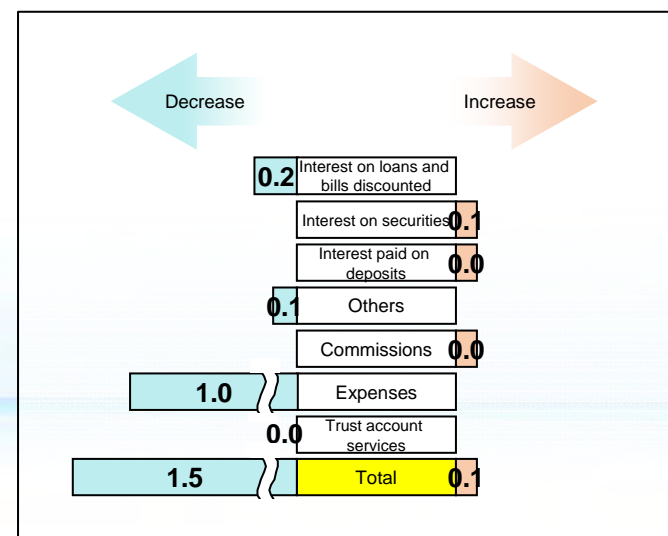 Decrease
Increase
0.2
Interest on loans and
bills discounted
Interest on securities
0.1
Interest paid on
deposits
0.0
0.1
Others
Commissions
0.0
1.0
Expenses
0.0
Trust account
services
1.5
Total
0.1